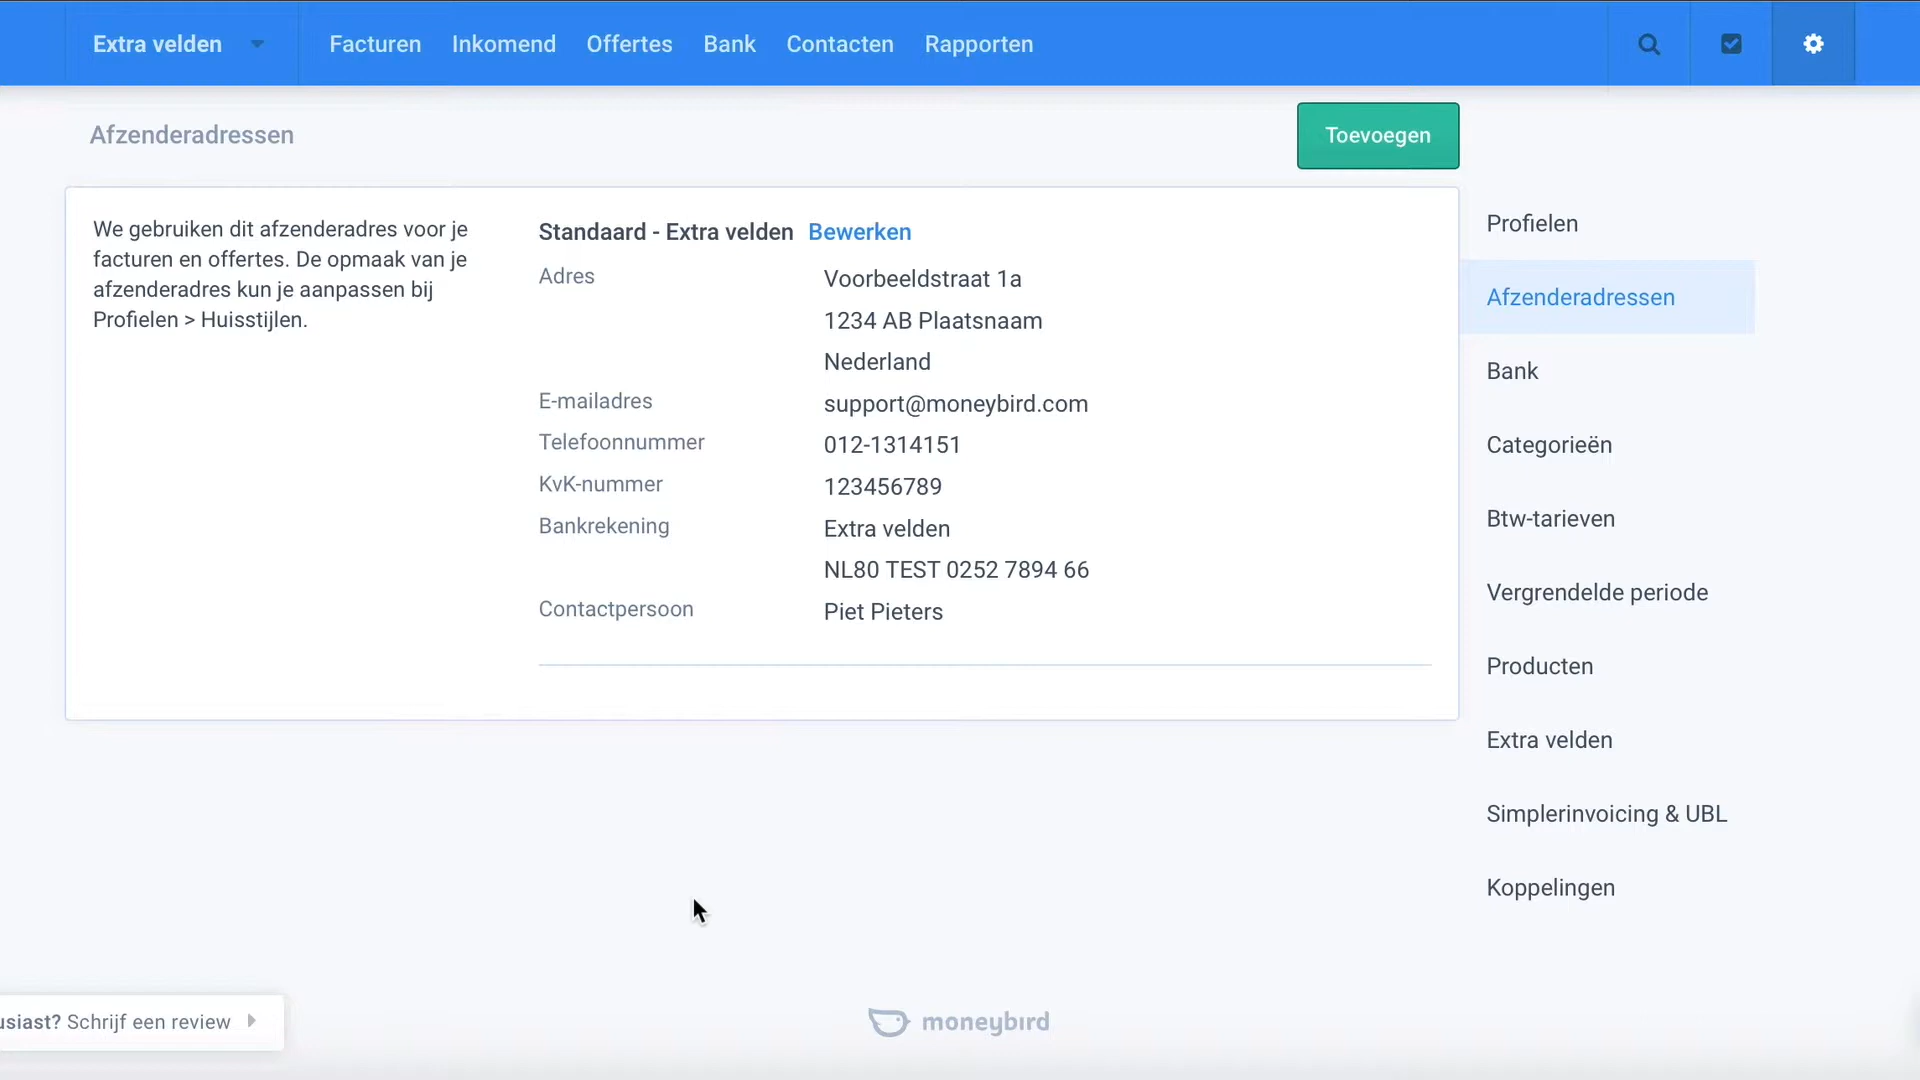 Extra velden
Facturen Inkomend Offertes Bank Contacten Rapporten
Afzenderadressen
Toevoegen
We gebruiken dit afzenderadres voor je
facturen en offertes. De opmaak van je
afzenderadres kun je aanpassen bij
Profielen > Huisstijlen.
Standaard - Extra velden Bewerken
Adres Voorbeeldstraat 1a
1234 AB Plaatsnaam
Nederland
E-mailadres support@moneybird.com
Telefoonnummer 012-1314151
KvK-nummer 123456789
Bankrekening Extra velden
NL80 TEST 0252 7894 66
Contactpersoon Piet Pieters
Profielen
Afzenderadressen
Bank
Categorieën
Btw-tarieven
Vergrendelde periode
Producten
Extra velden
Simplerinvoicing & UBL
Koppelingen
usiast? Schrijf een review
moneybird